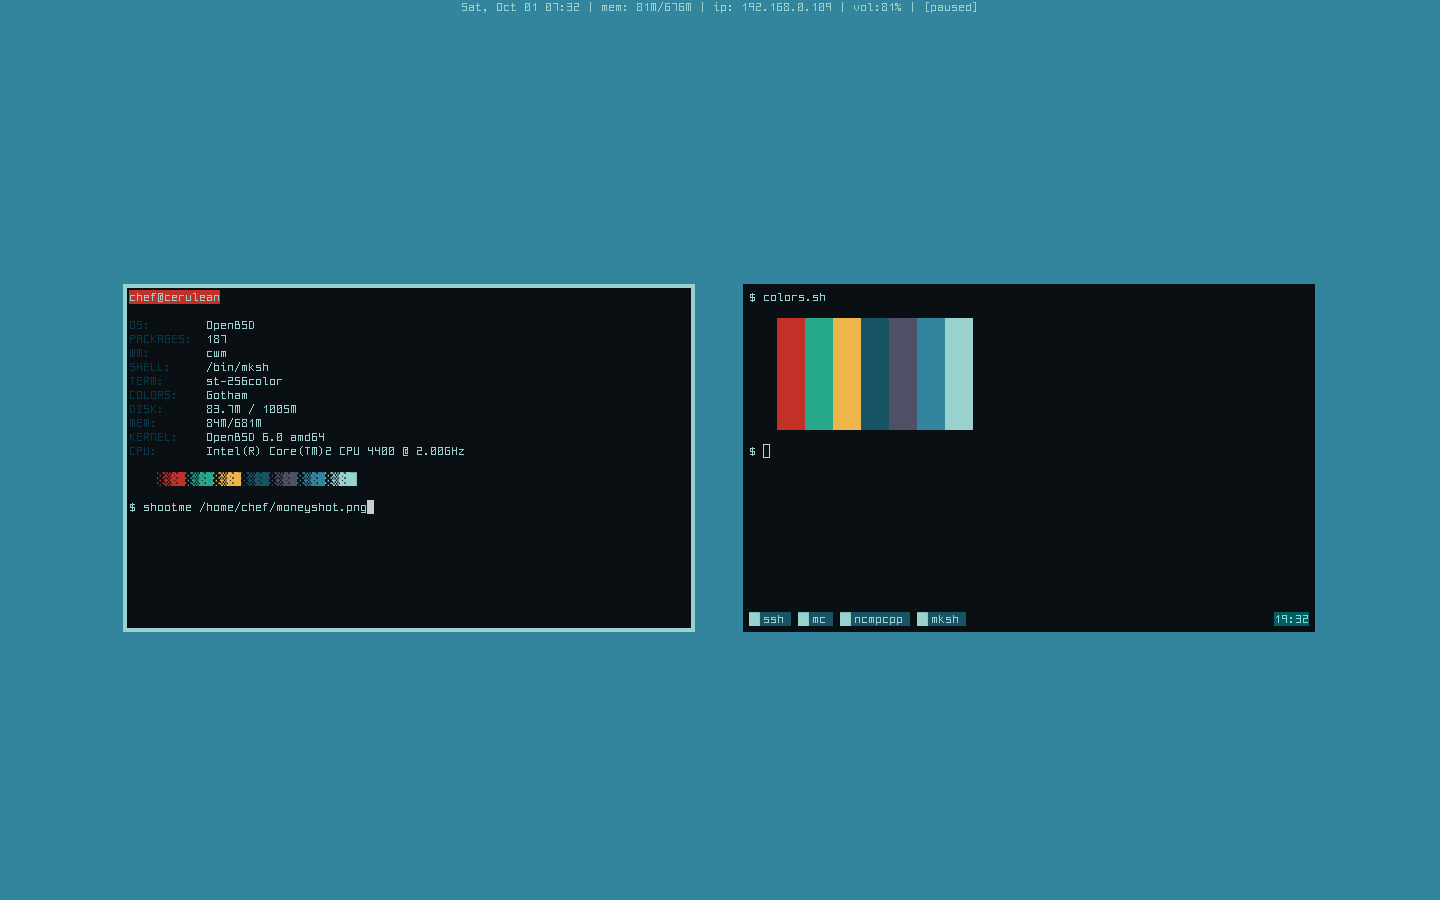 Sat, Oct 01 07:32 | mem: 81M/676M | ip: 192.168.0.109 | vol:81% | [paused]
chef@cerulean
OS: OpenBSD
PACKAGES: 187
WM: cwm
SHELL: /bin/mksh
TERM: st-256color
COLORS: Gotham
DISK: 83.7M / 1005M
MEM: 84M/681M
KERNEL: OpenBSD 6.0 amd64
CPU: Intel(R) Core(TM)2 CPU 4400 @ 2.00GHz
$ shootme /home/chef/moneyshot.png
$ colors.sh
$
ssh mc ncmpcpp mksh 19:32